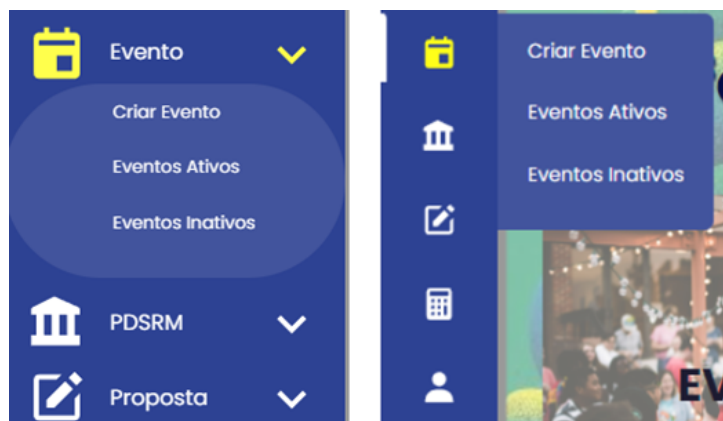 Evento
Criar Evento
Eventos Ativos
Eventos Inativos
PDSRM
Proposta
Criar Evento
Eventos Ativos
Eventos Inativos
EV